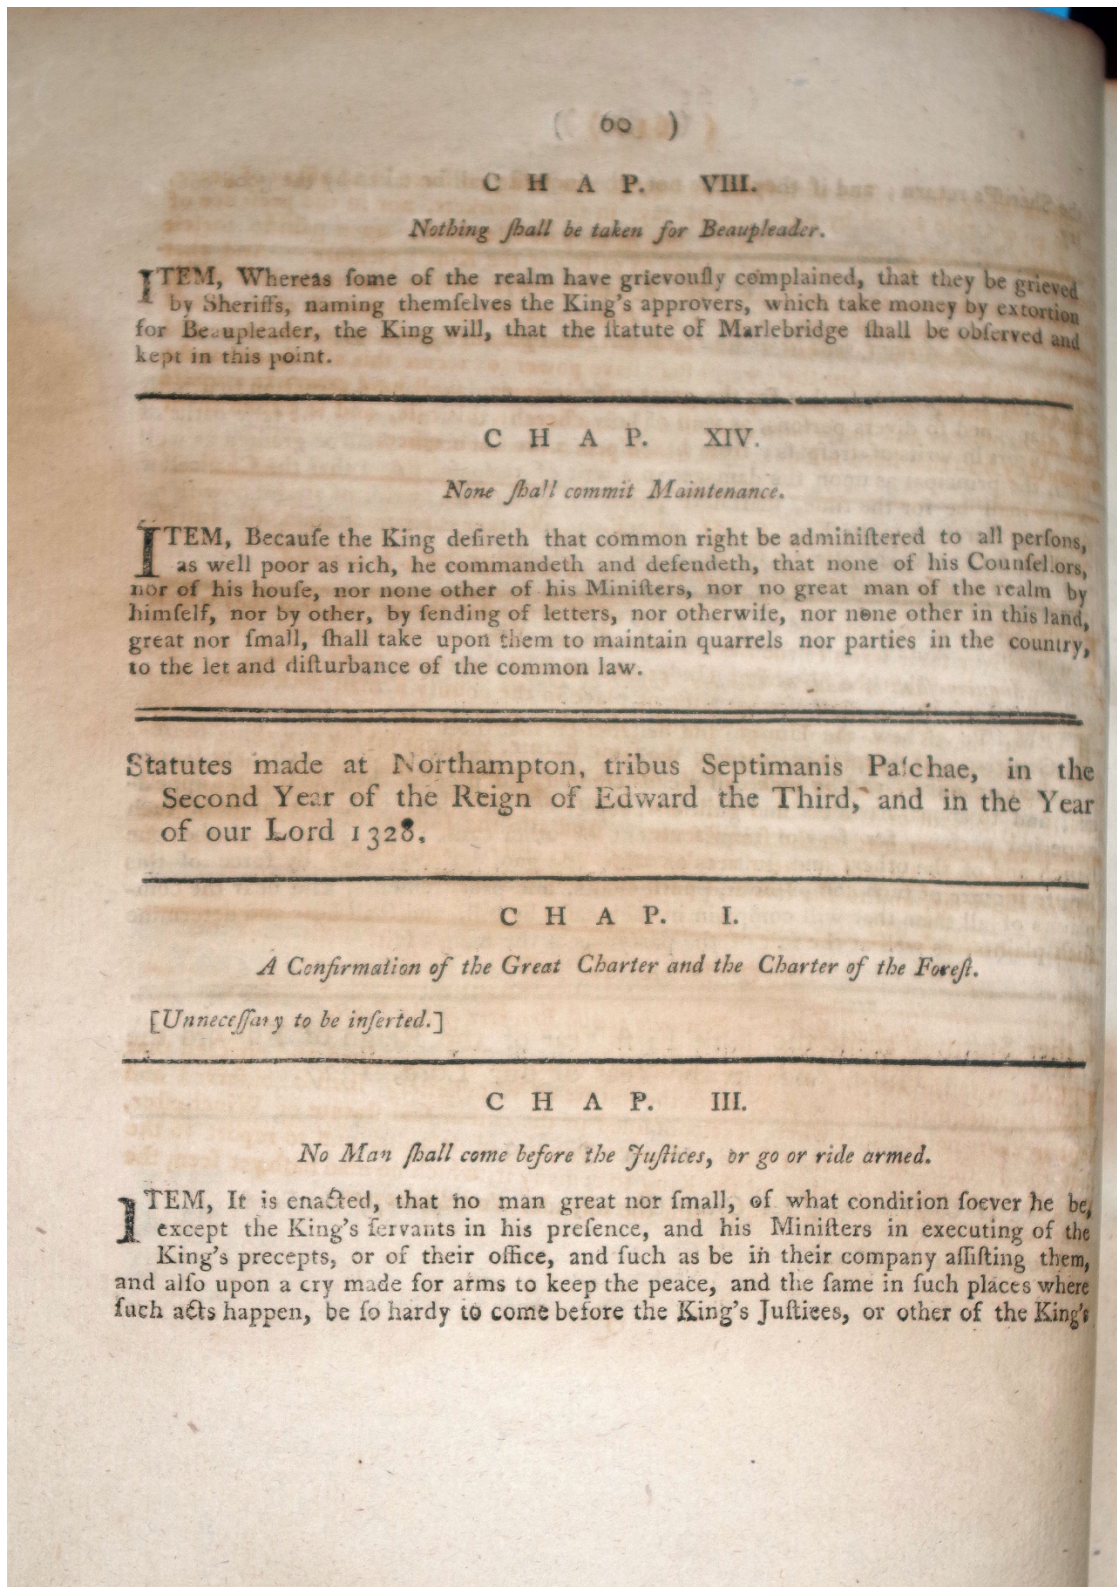 ( 60 )
C H A P. VIII.
Nothing ſhall be taken for Beaupleader.
ITEM, Whereas ſome of the realm have grievouſly complained, that they be grieved
by Sheriffs, naming themſelves the King's approvers, which take money by extortion
for Beaupleader, the King will, that the ſtatute of Marlebridge ſhall be obſerved and
kept in this point.
C H A P. XIV.
None ſhall commit Maintenance.
ITEM, Becauſe the King deſireth that common right be adminiſtered to all perſons,
as well poor as rich, he commandeth and defendeth, that none of his Counſellors,
nor of his houſe, nor none other of his Miniſters, nor no great man of the realm by
himſelf, nor by other, by ſending of letters, nor otherwiſe, nor none other in this land,
great nor ſmall, ſhall take upon them to maintain quarrels nor parties in the country,
to the let and diſturbance of the common law.
Statutes made at Northampton, tribus Septimanis Paſchae, in the
Second Year of the Reign of Edward the Third, and in the Year
of our Lord 1328.
C H A P. I.
A Confirmation of the Great Charter and the Charter of the Foreſt.
[Unneceſſary to be inſerted.]
C H A P. III.
No Man ſhall come before the Juſtices, or go or ride armed.
ITEM, It is enacted, that no man great nor ſmall, of what condition ſoever he be,
except the King's ſervants in his preſence, and his Miniſters in executing of the
King's precepts, or of their office, and ſuch as be in their company aſſiſting them,
and alſo upon a cry made for arms to keep the peace, and the ſame in ſuch places where
ſuch acts happen, be ſo hardy to come before the King's Juſtices, or other of the King's